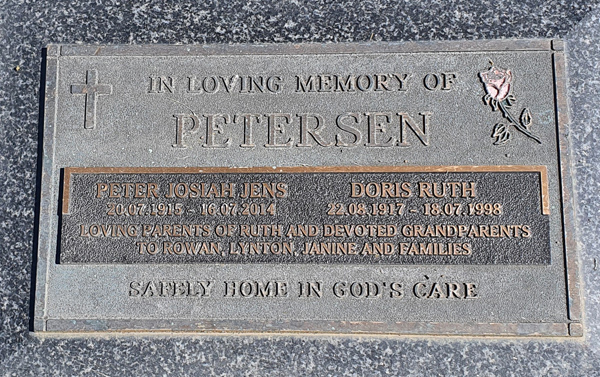 IN LOVING MEMORY OF
PETERSEN
PETER JOSIAH JENS DORIS RUTH
20.07.1915 - 16.07.2014 22.08.1917 - 18.07.1998
LOVING PARENTS OF RUTH AND DEVOTED GRANDPARENTS
TO ROWAN, LYNTON, JANINE AND FAMILIES
SAFELY HOME IN GOD'S CARE